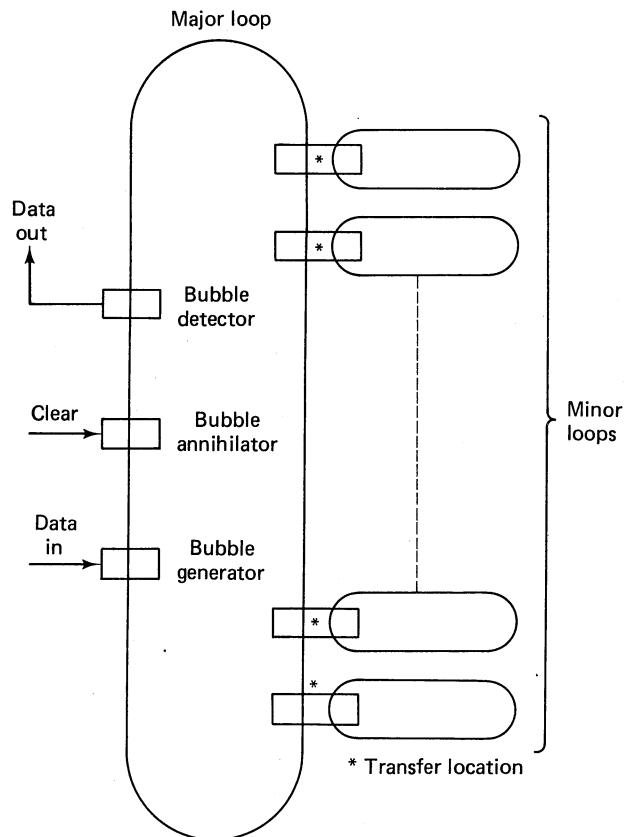 Major loop
*
*
Data
out
Bubble
detector
Clear
Bubble
annihilator
Minor
loops
Data
in
Bubble
generator
*
*
* Transfer location